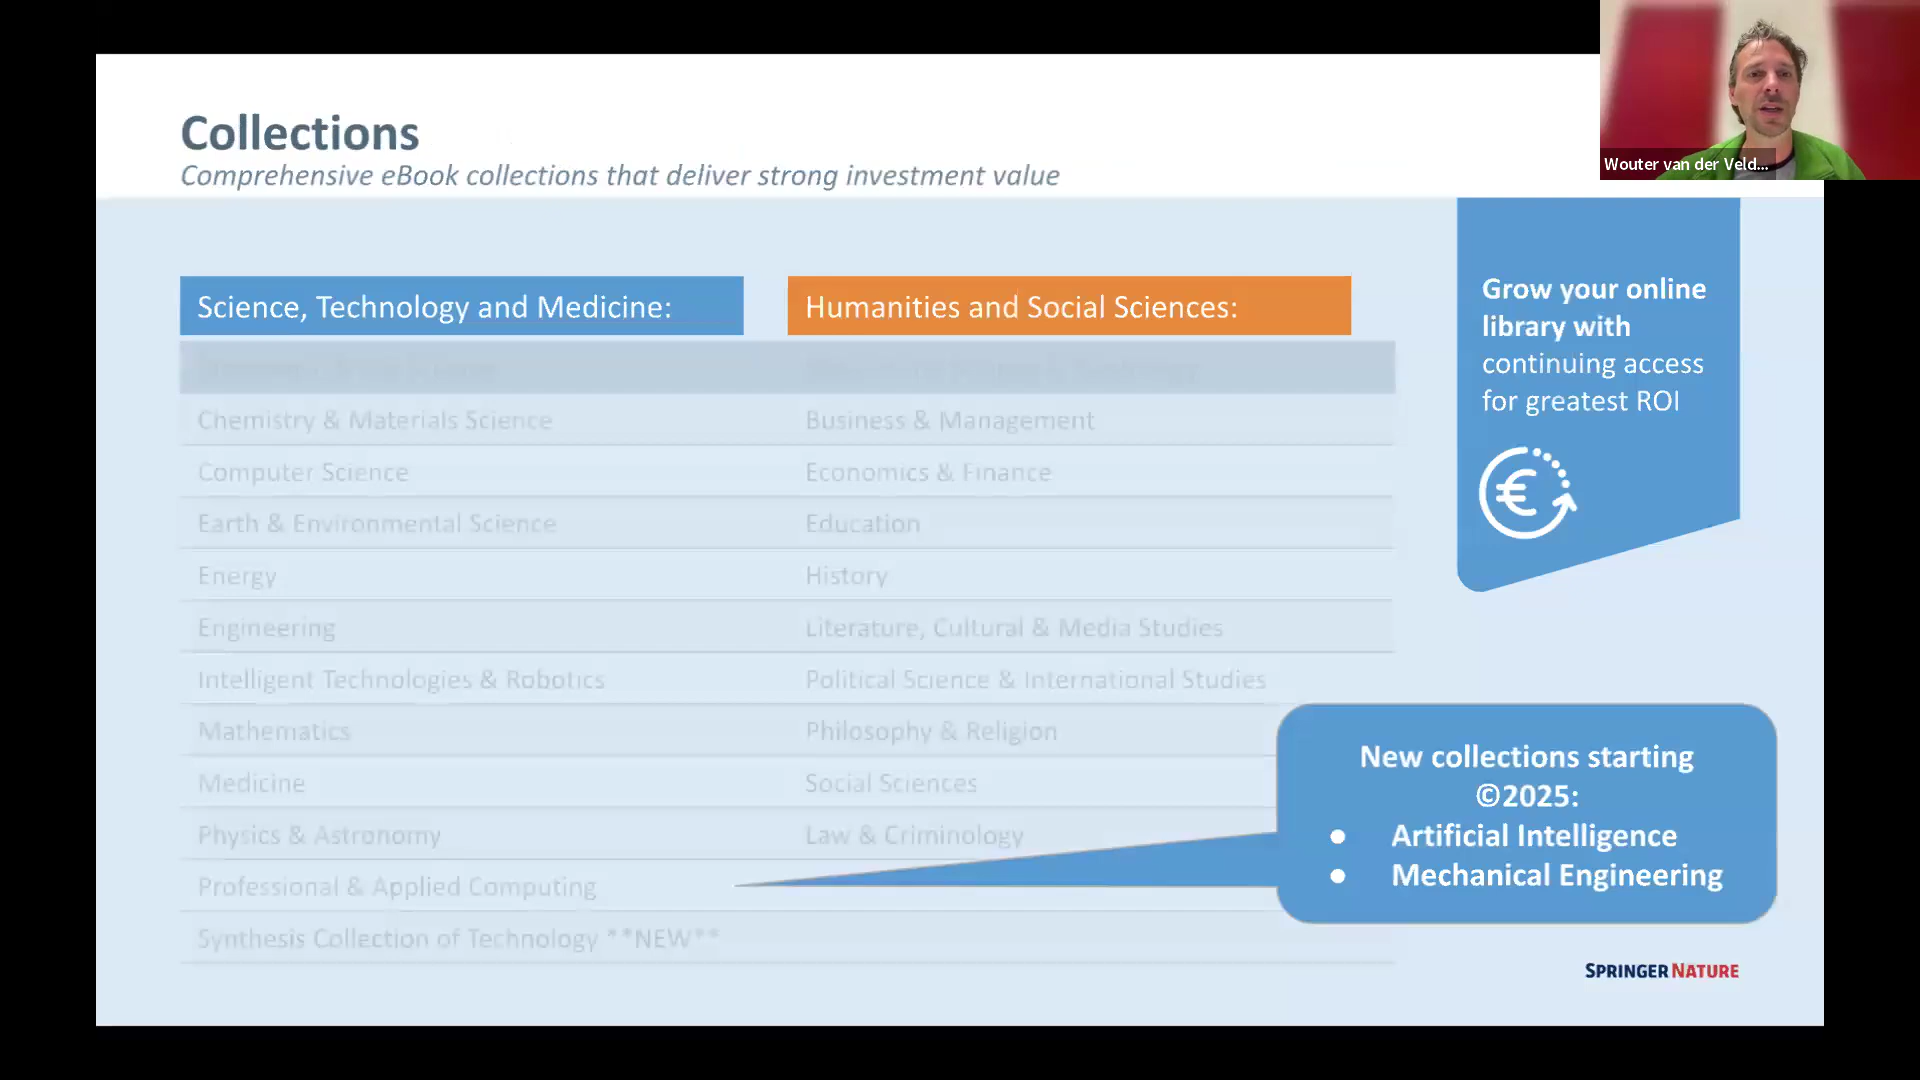 Collections
Comprehensive eBook collections that deliver strong investment value
Wouter van der Veld...
Science, Technology and Medicine:
Humanities and Social Sciences:
Chemistry & Materials Science
Business & Management
Computer Science
Economics & Finance
Earth & Environmental Science
Education
Energy
History
Engineering
Literature, Cultural & Media Studies
Intelligent Technologies & Robotics
Political Science & International Studies
Mathematics
Philosophy & Religion
Medicine
Social Sciences
Physics & Astronomy
Law & Criminology
Professional & Applied Computing
Synthesis Collection of Technology **NEW**
Grow your online
library with
continuing access
for greatest ROI
€
New collections starting
©2025:
● Artificial Intelligence
● Mechanical Engineering
SPRINGER NATURE